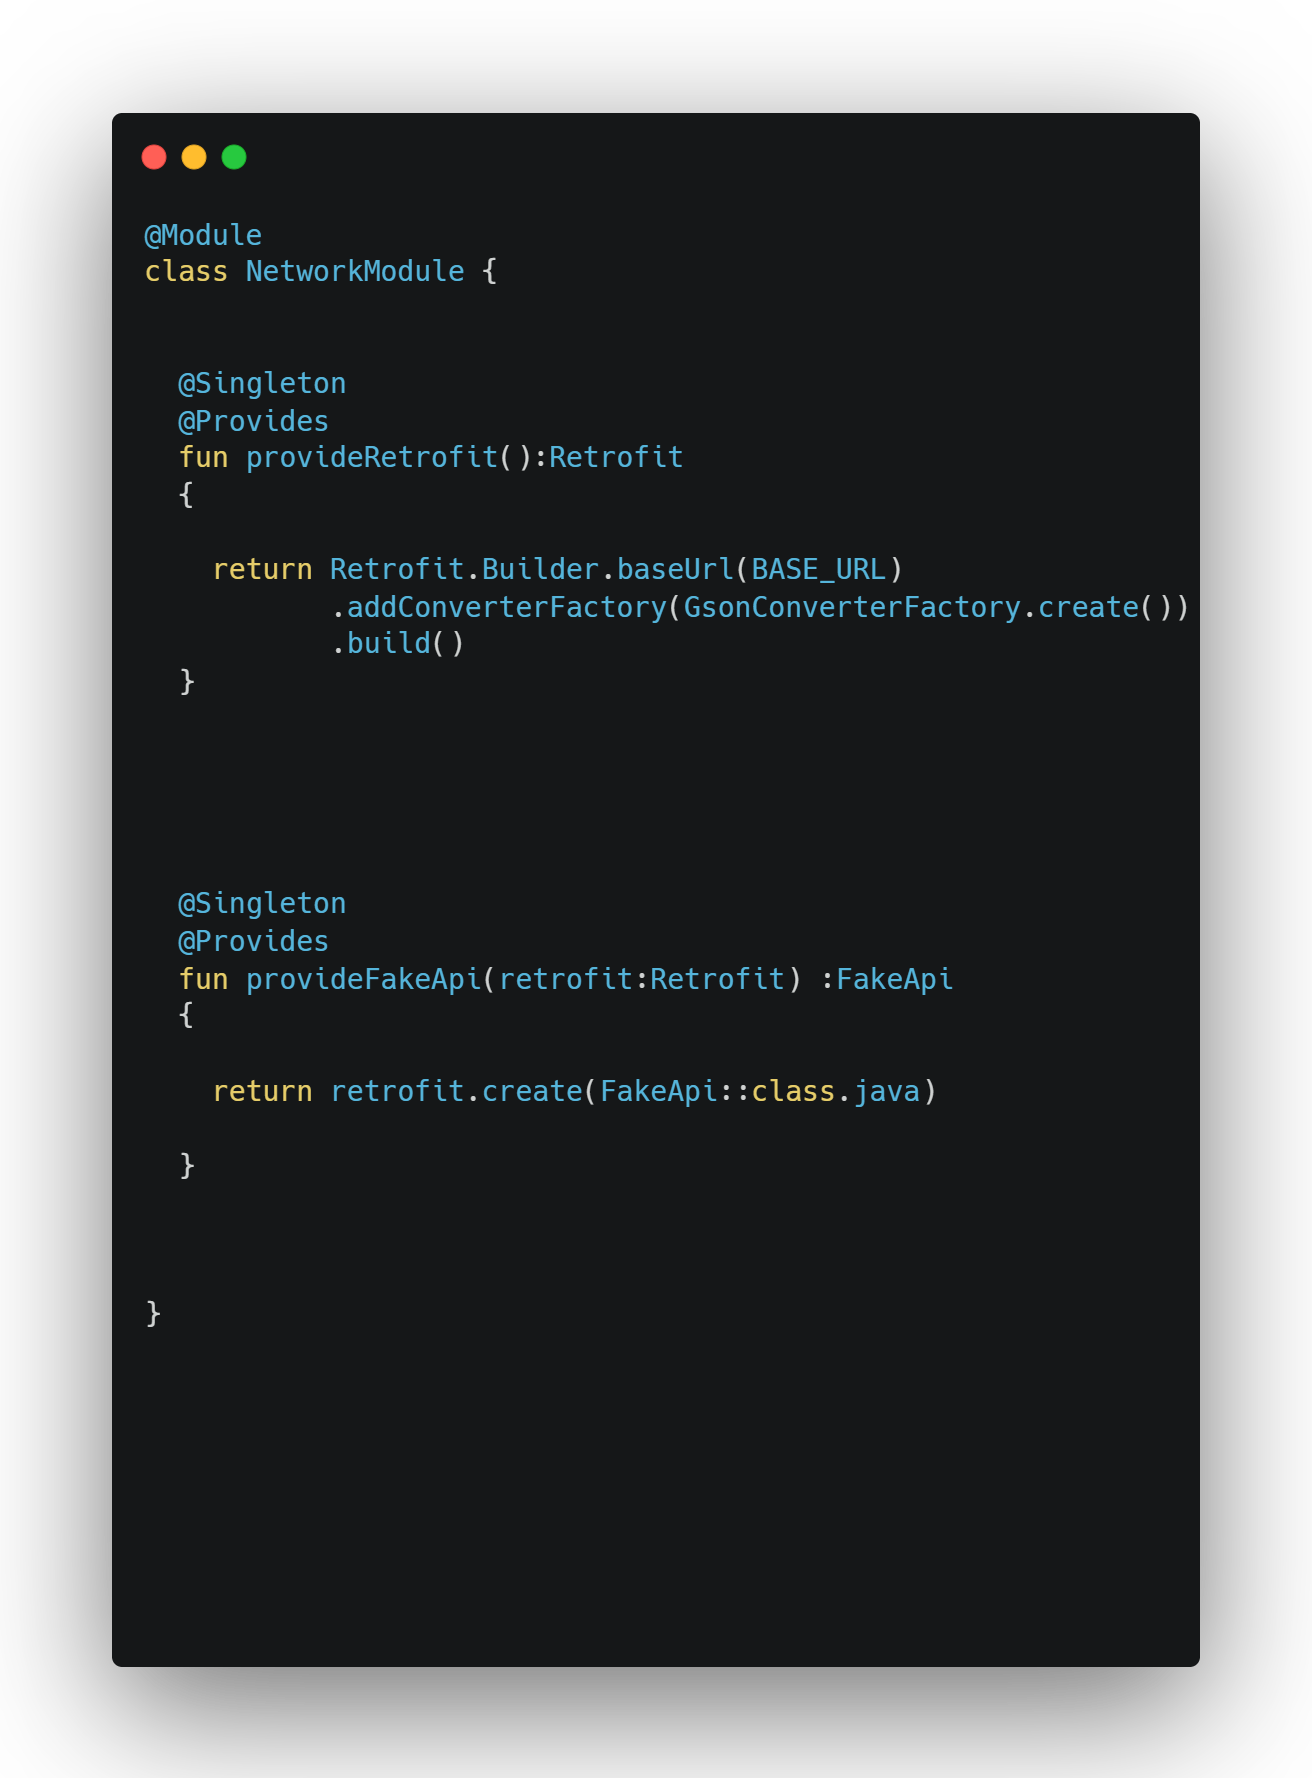 @Module
class NetworkModule {
@Singleton
@Provides
fun provideRetrofit():Retrofit
{
return Retrofit.Builder.baseUrl(BASE_URL)
.addConverterFactory(GsonConverterFactory.create())
.build()
}
@Singleton
@Provides
fun provideFakeApi(retrofit:Retrofit) :FakeApi
{
return retrofit.create(FakeApi::class.java)
}
}